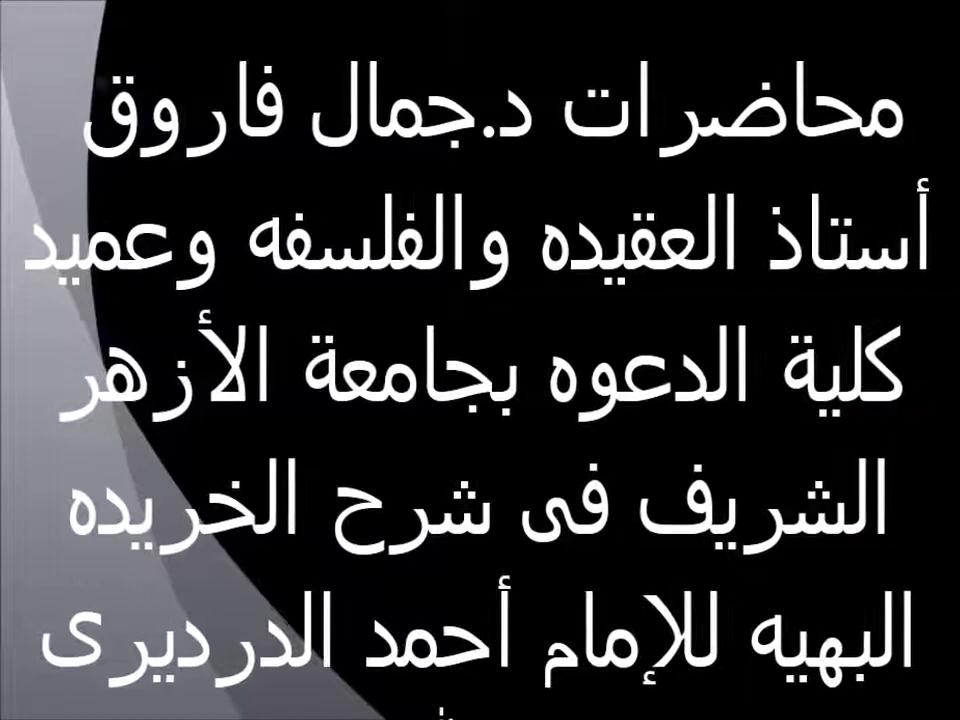 محاضرات د.جمال فاروق
أستاذ العقيده والفلسفه وعميد
كلية الدعوه بجامعة الأزهر
الشريف فى شرح الخريده
البهيه للإمام أحمد الدرديرى